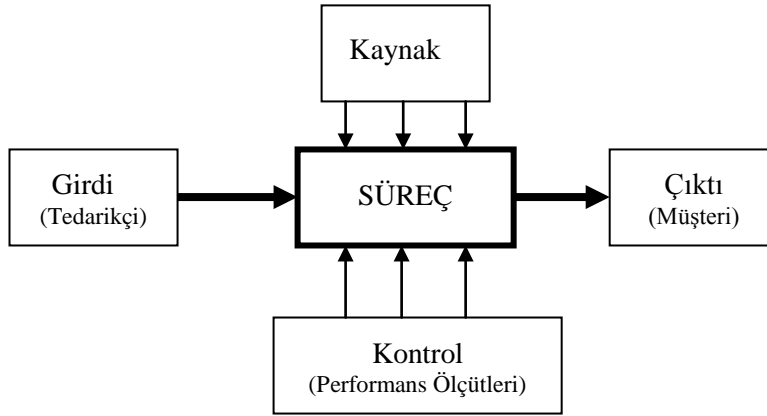 Kaynak
Girdi
(Tedarikçi)
SÜREÇ
Çıktı
(Müşteri)
Kontrol
(Performans Ölçütleri)